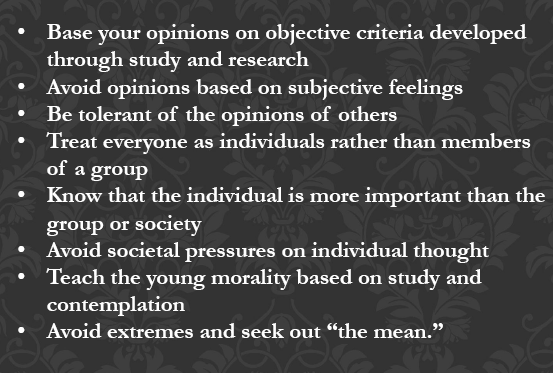 • Base your opinions on objective criteria developed
through study and research
• Avoid opinions based on subjective feelings
• Be tolerant of the opinions of others
• Treat everyone as individuals rather than members
of a group
• Know that the individual is more important than the
group or society
• Avoid societal pressures on individual thought
• Teach the young morality based on study and
contemplation
• Avoid extremes and seek out “the mean.”